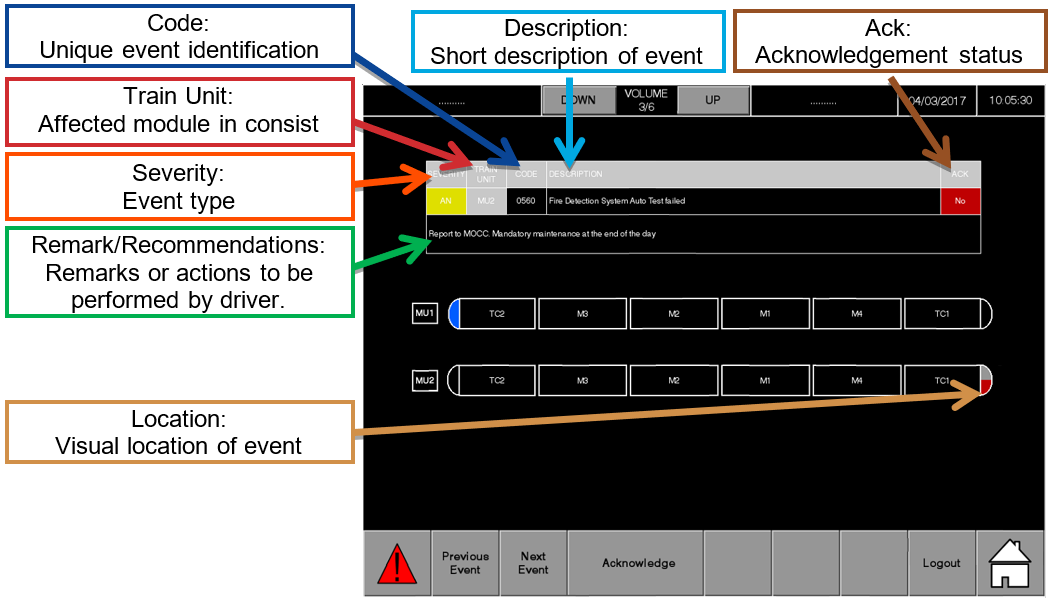 Code:
Unique event identification
Description:
Short description of event
Ack:
Acknowledgement status
Train Unit:
Affected module in consist
Severity:
Event type
Remark/Recommendations:
Remarks or actions to be
performed by driver.
Location:
Visual location of event
..........
DOWN
VOLUME
3/6
UP
.........
04/03/2017
10:05:30
SEVERITY
TRAIN
UNIT
CODE
DESCRIPTION
ACK
AN
MU2
0560
Fire Detection System Auto Test failed
No
Report to MOCC. Mandatory maintenance at the end of the day
MU1
TC2
M3
M2
M1
M4
TC1
MU2
TC2
M3
M2
M1
M4
TC1
!
Previous
Event
Next
Event
Acknowledge
Logout